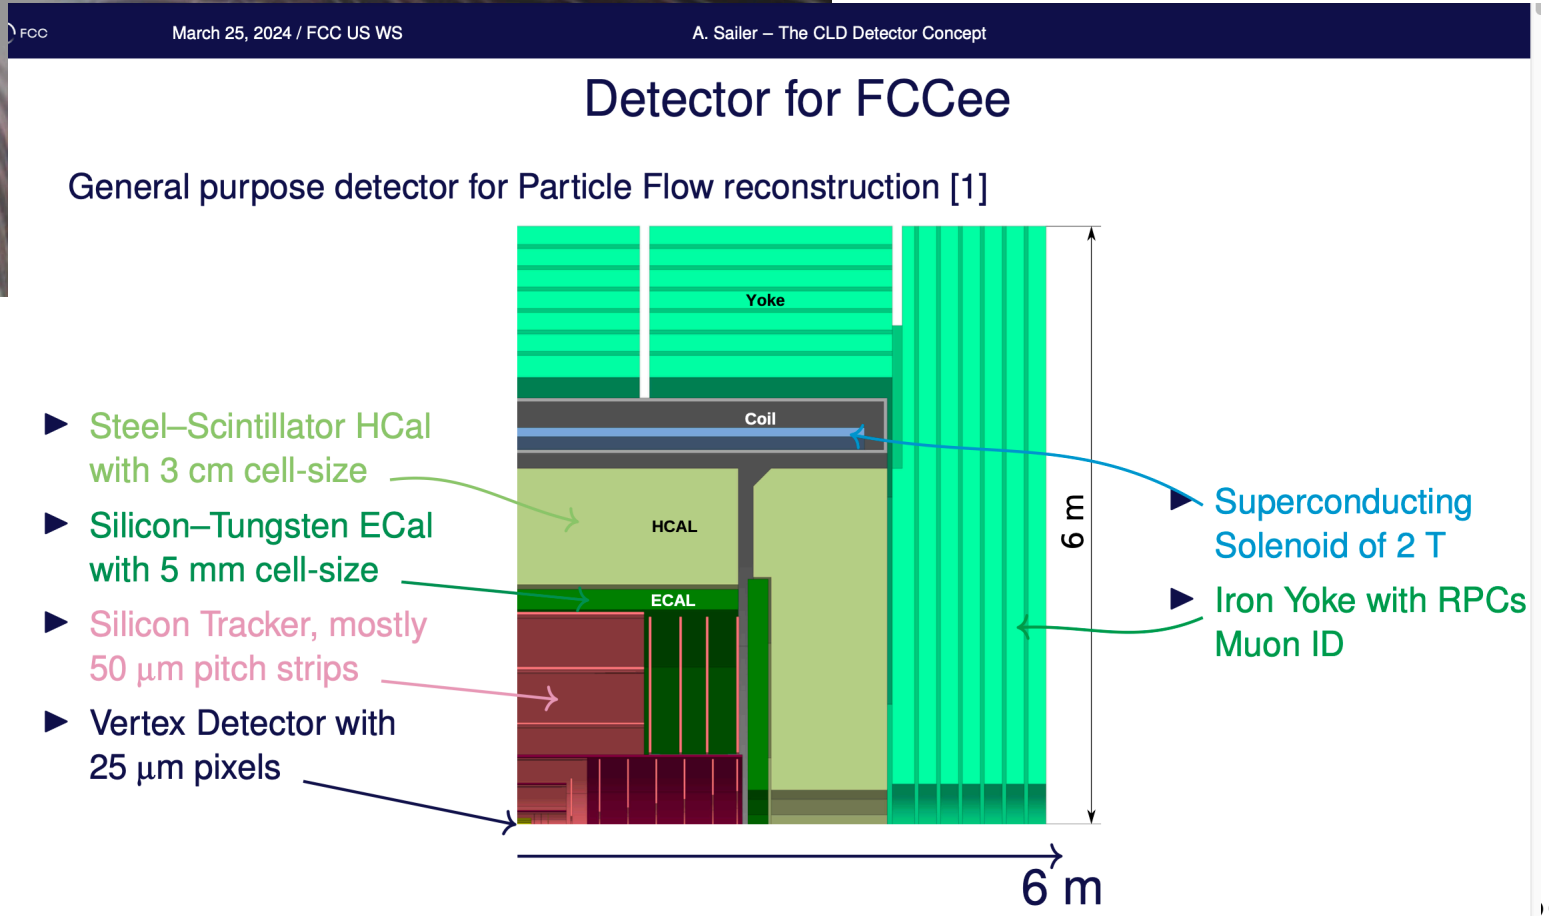 FCC
March 25, 2024 / FCC US WS
A. Sailer – The CLD Detector Concept
Detector for FCCee
General purpose detector for Particle Flow reconstruction [1]
Yoke
Coil
HCAL
ECAL
6 m
6 m
Steel–Scintillator HCal
with 3 cm cell-size
Silicon–Tungsten ECal
with 5 mm cell-size
Silicon Tracker, mostly
50 μm pitch strips
Vertex Detector with
25 μm pixels
Superconducting
Solenoid of 2 T
Iron Yoke with RPCs
Muon ID